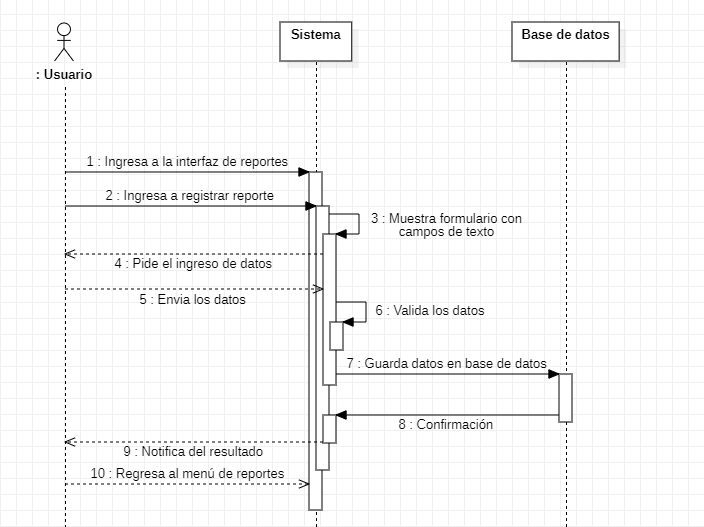 Sistema
Base de datos
: Usuario
1 : Ingresa a la interfaz de reportes
2 : Ingresa a registrar reporte
3 : Muestra formulario con
campos de texto
4 : Pide el ingreso de datos
5 : Envia los datos
6 : Valida los datos
7 : Guarda datos en base de datos
8 : Confirmación
9 : Notifica del resultado
10 : Regresa al menú de reportes